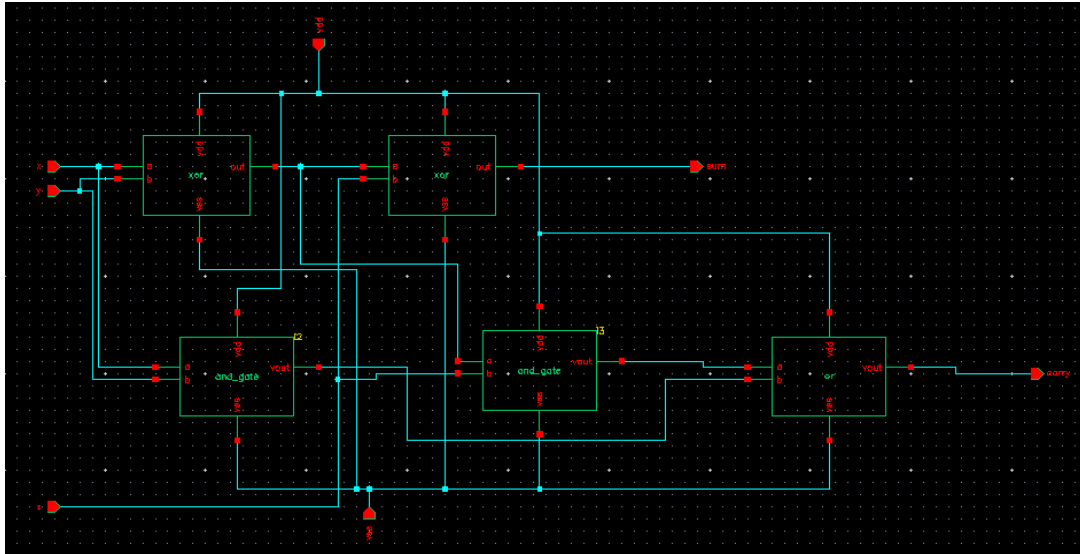 vdd
vdd
vdd
x
a
out
a
out
sum
xor
xor
y
b
b
vss
vss
I2
I3
vdd
vdd
vdd
a
vout
a
vout
a
vout
and_gate
and_gate
or
carry
b
b
b
vss
vss
vss
z
vss